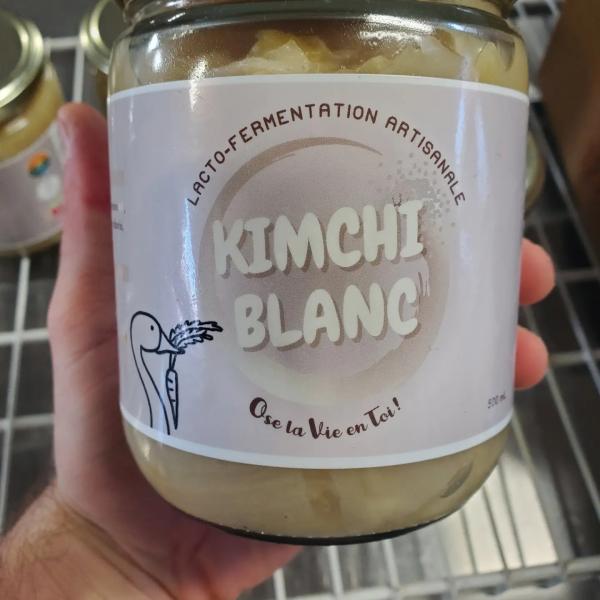 LACTO-FERMENTATION ARTISANALE
KIMCHI
BLANC
Ose la Vie en Toi!
500 mL